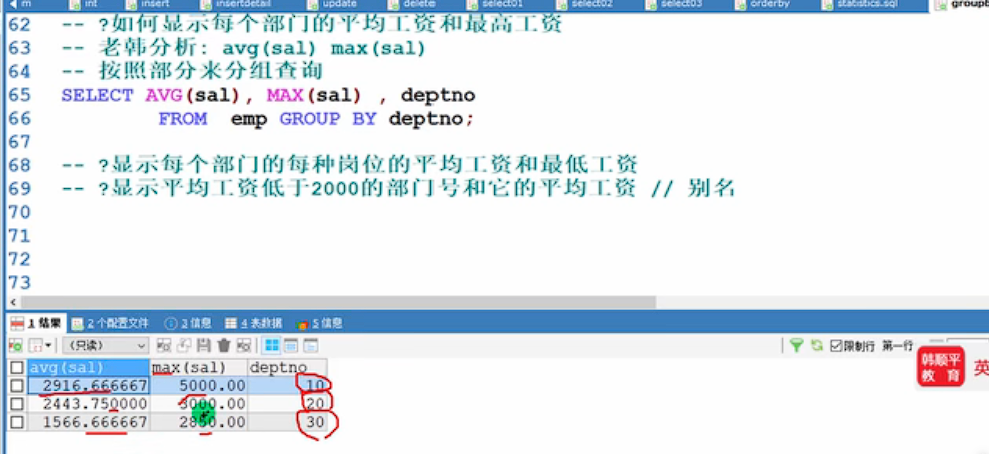 m int insert insertdetail update delete select01 select02 select03 orderby statistics.sql groupb
62 -- ?如何显示每个部门的平均工资和最高工资
63 -- 老韩分析: avg(sal) max(sal)
64 -- 按照部分来分组查询
65 SELECT AVG(sal), MAX(sal) , deptno
66 FROM emp GROUP BY deptno;
67
68 -- ?显示每个部门的每种岗位的平均工资和最低工资
69 -- ?显示平均工资低于2000的部门号和它的平均工资 // 别名
70
71
72
73
1 结果 2 个配置文件 3 信息 4 表数据 5 信息
(只读) 限制行 第一行
avg(sal) max(sal) deptno
2916.666667 5000.00 10
2443.750000 3000.00 20
1566.666667 2850.00 30
韩顺平
教育 英